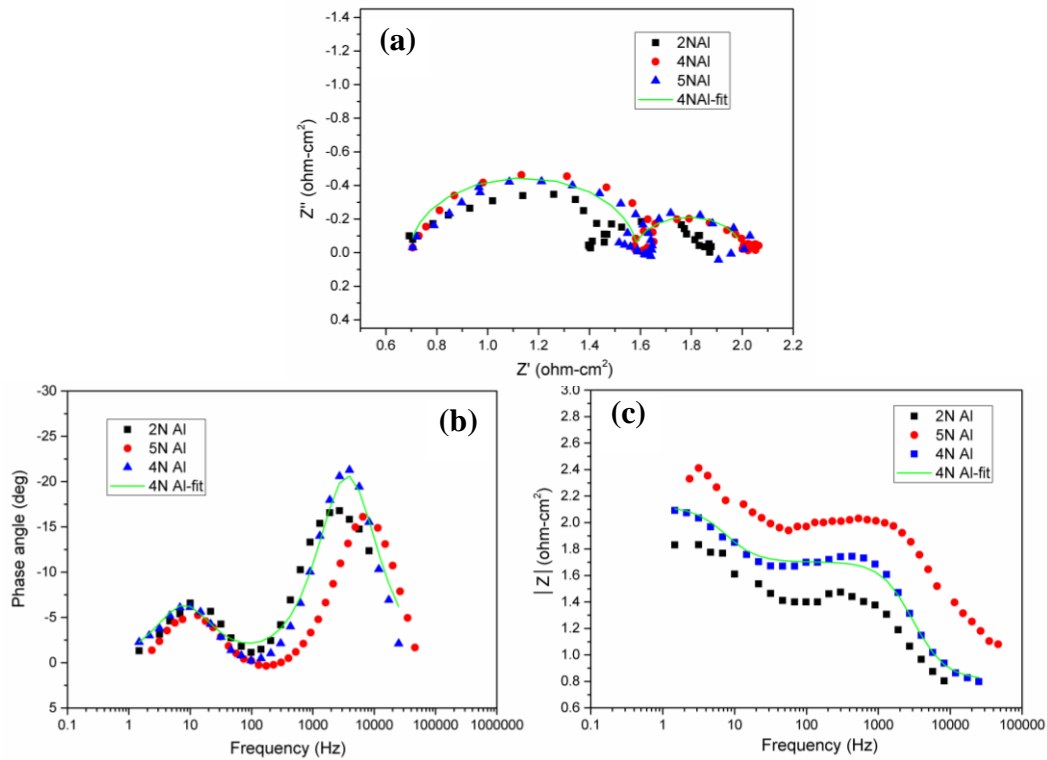 (a)
2NAl
4NAl
5NAl
4NAl-fit
-1.4
-1.2
-1.0
-0.8
-0.6
-0.4
-0.2
0.0
0.2
0.4
Z'' (ohm-cm²)
0.6 0.8 1.0 1.2 1.4 1.6 1.8 2.0 2.2
Z' (ohm-cm²)
(b)
2N Al
5N Al
4N Al
4N Al-fit
-30
-25
-20
-15
-10
-5
0
5
Phase angle (deg)
0.1 1 10 100 1000 10000 100000 1000000
Frequency (Hz)
(c)
2N Al
5N Al
4N Al
4N Al-fit
3.0
2.8
2.6
2.4
2.2
2.0
1.8
1.6
1.4
1.2
1.0
0.8
0.6
|Z| (ohm-cm²)
0.1 1 10 100 1000 10000 100000
Frequency (Hz)